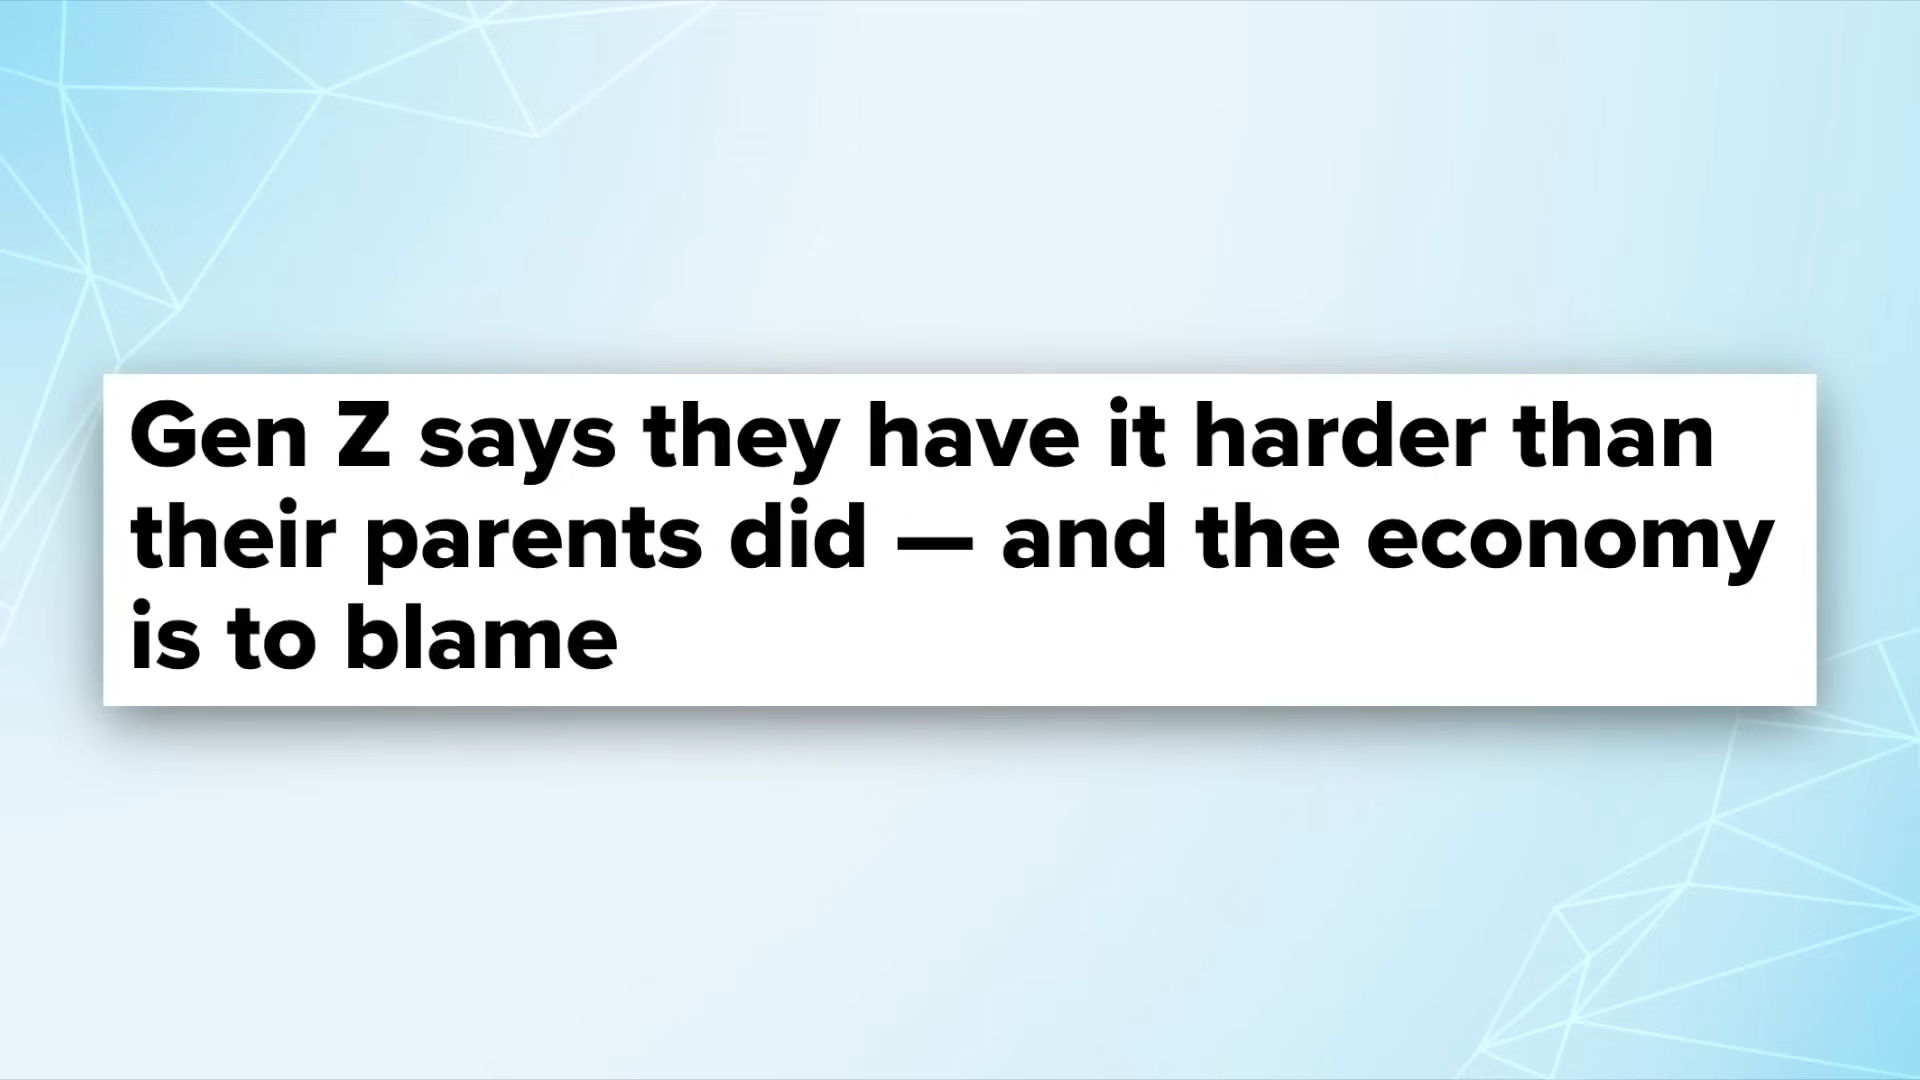 Gen Z says they have it harder than
their parents did — and the economy
is to blame